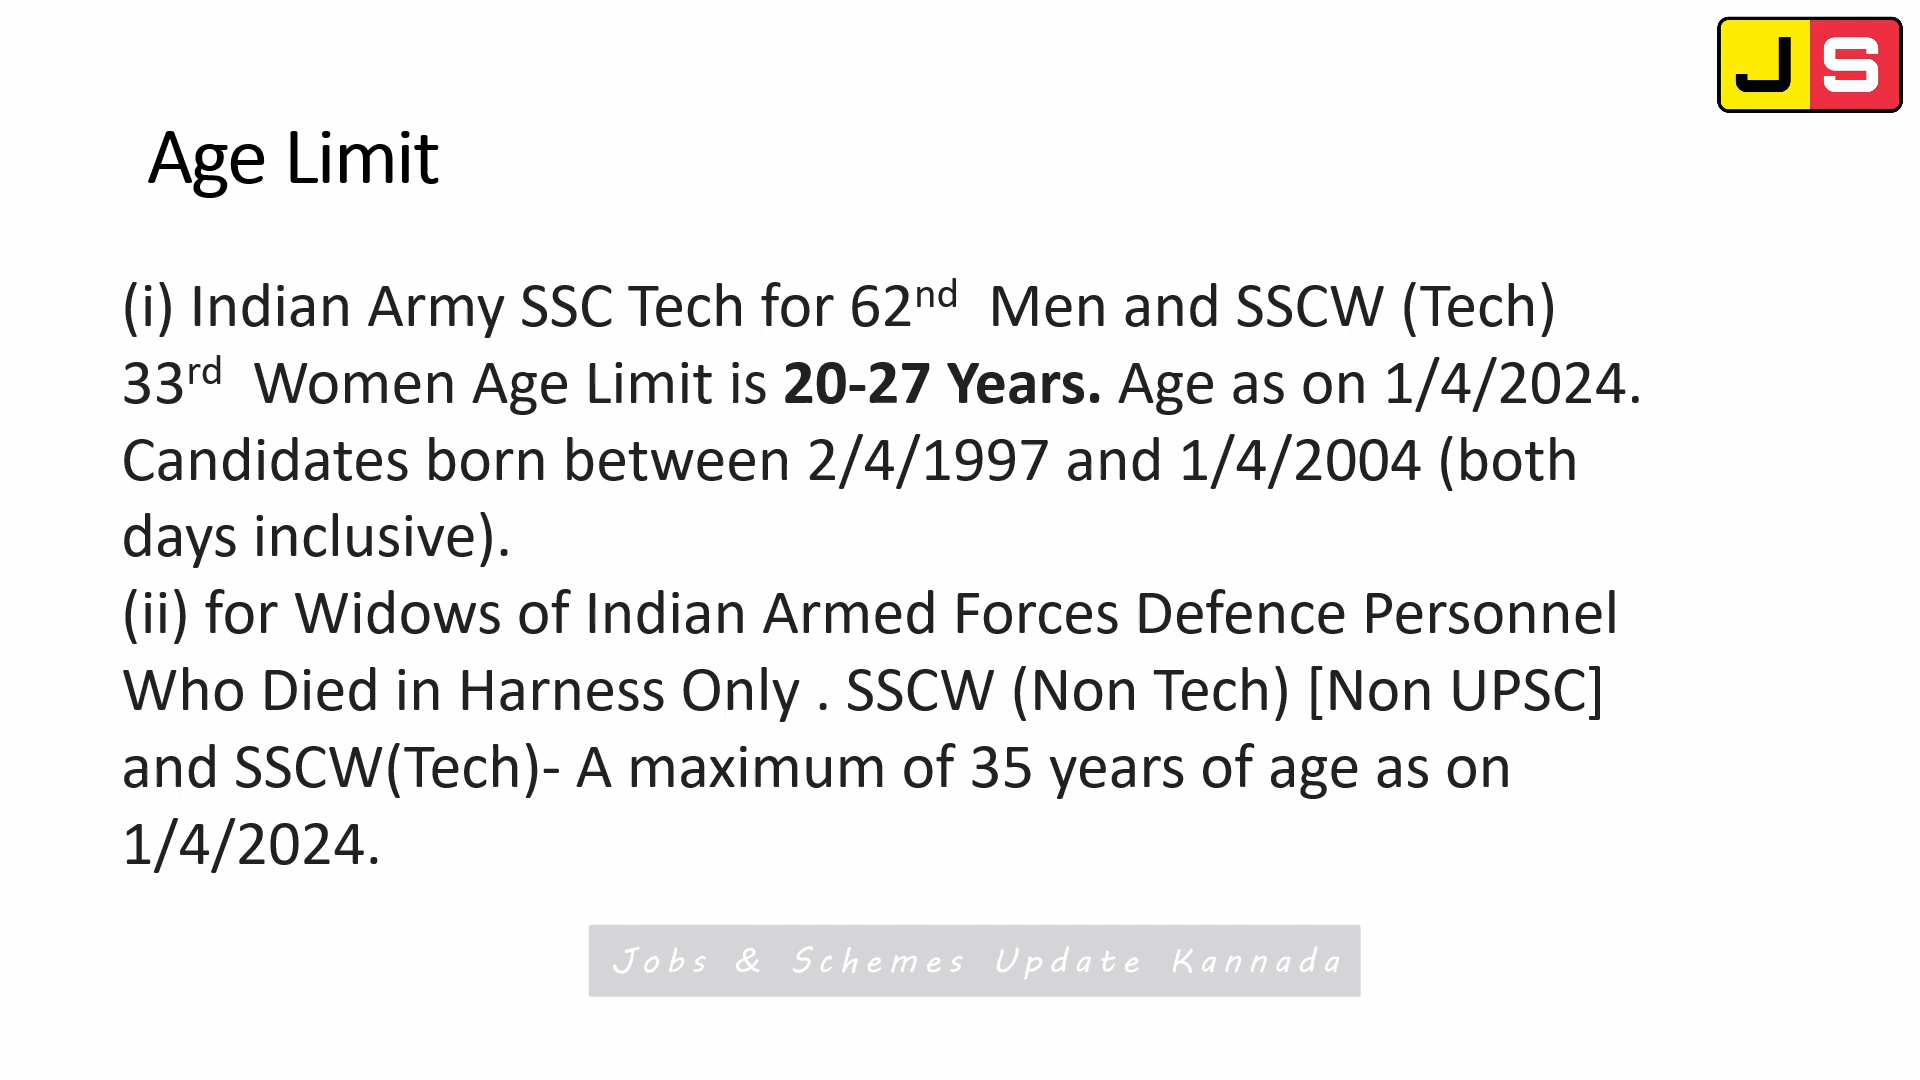 JS
Age Limit
(i) Indian Army SSC Tech for 62nd Men and SSCW (Tech)
33rd Women Age Limit is 20-27 Years. Age as on 1/4/2024.
Candidates born between 2/4/1997 and 1/4/2004 (both
days inclusive).
(ii) for Widows of Indian Armed Forces Defence Personnel
Who Died in Harness Only . SSCW (Non Tech) [Non UPSC]
and SSCW(Tech)- A maximum of 35 years of age as on
1/4/2024.
Jobs & Schemes Update Kannada